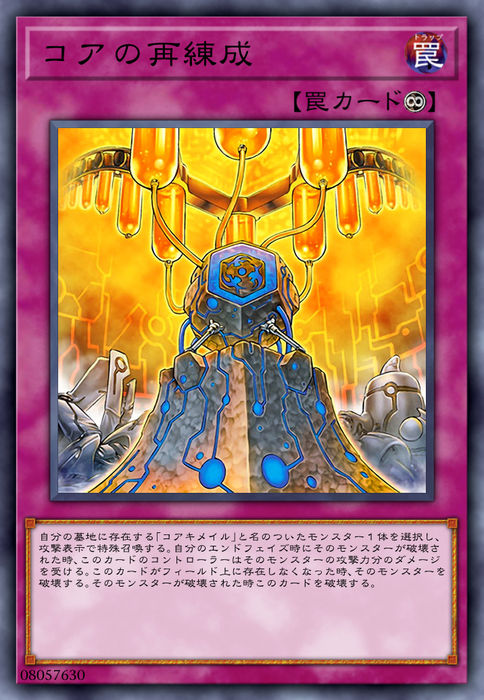 コアの再練成
トラップ
罠
【罠カード】
自分の墓地に存在する「コアキメイル」と名のついたモンスター1体を選択し、
攻撃表示で特殊召喚する。自分のエンドフェイズ時にそのモンスターが破壊さ
れた時、このカードのコントローラーはそのモンスターの攻撃力分のダメージ
を受ける。このカードがフィールド上に存在しなくなった時、そのモンスターを
破壊する。そのモンスターが破壊された時このカードを破壊する。
08057630